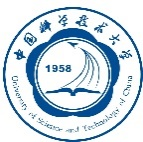 中国科学技术大学
1958
University of Science and Technology of China